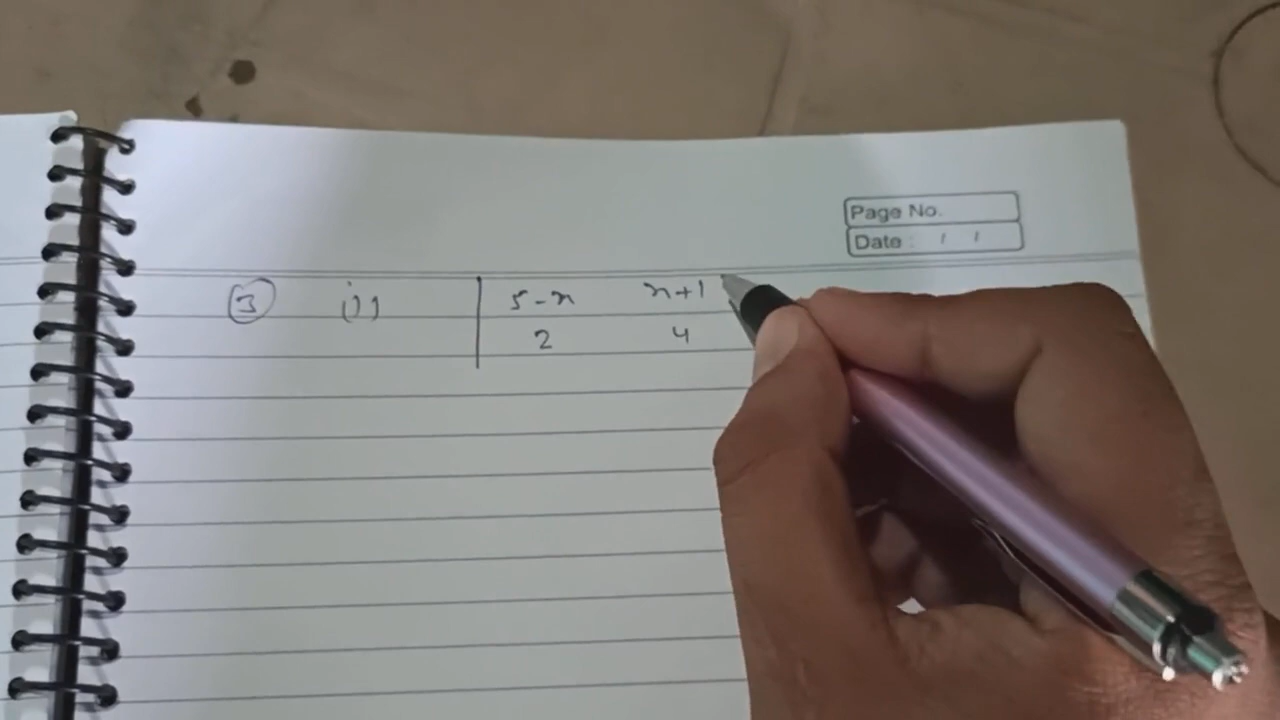 Page No.
Date : / /
③ i) | 5-x x+1
2 4